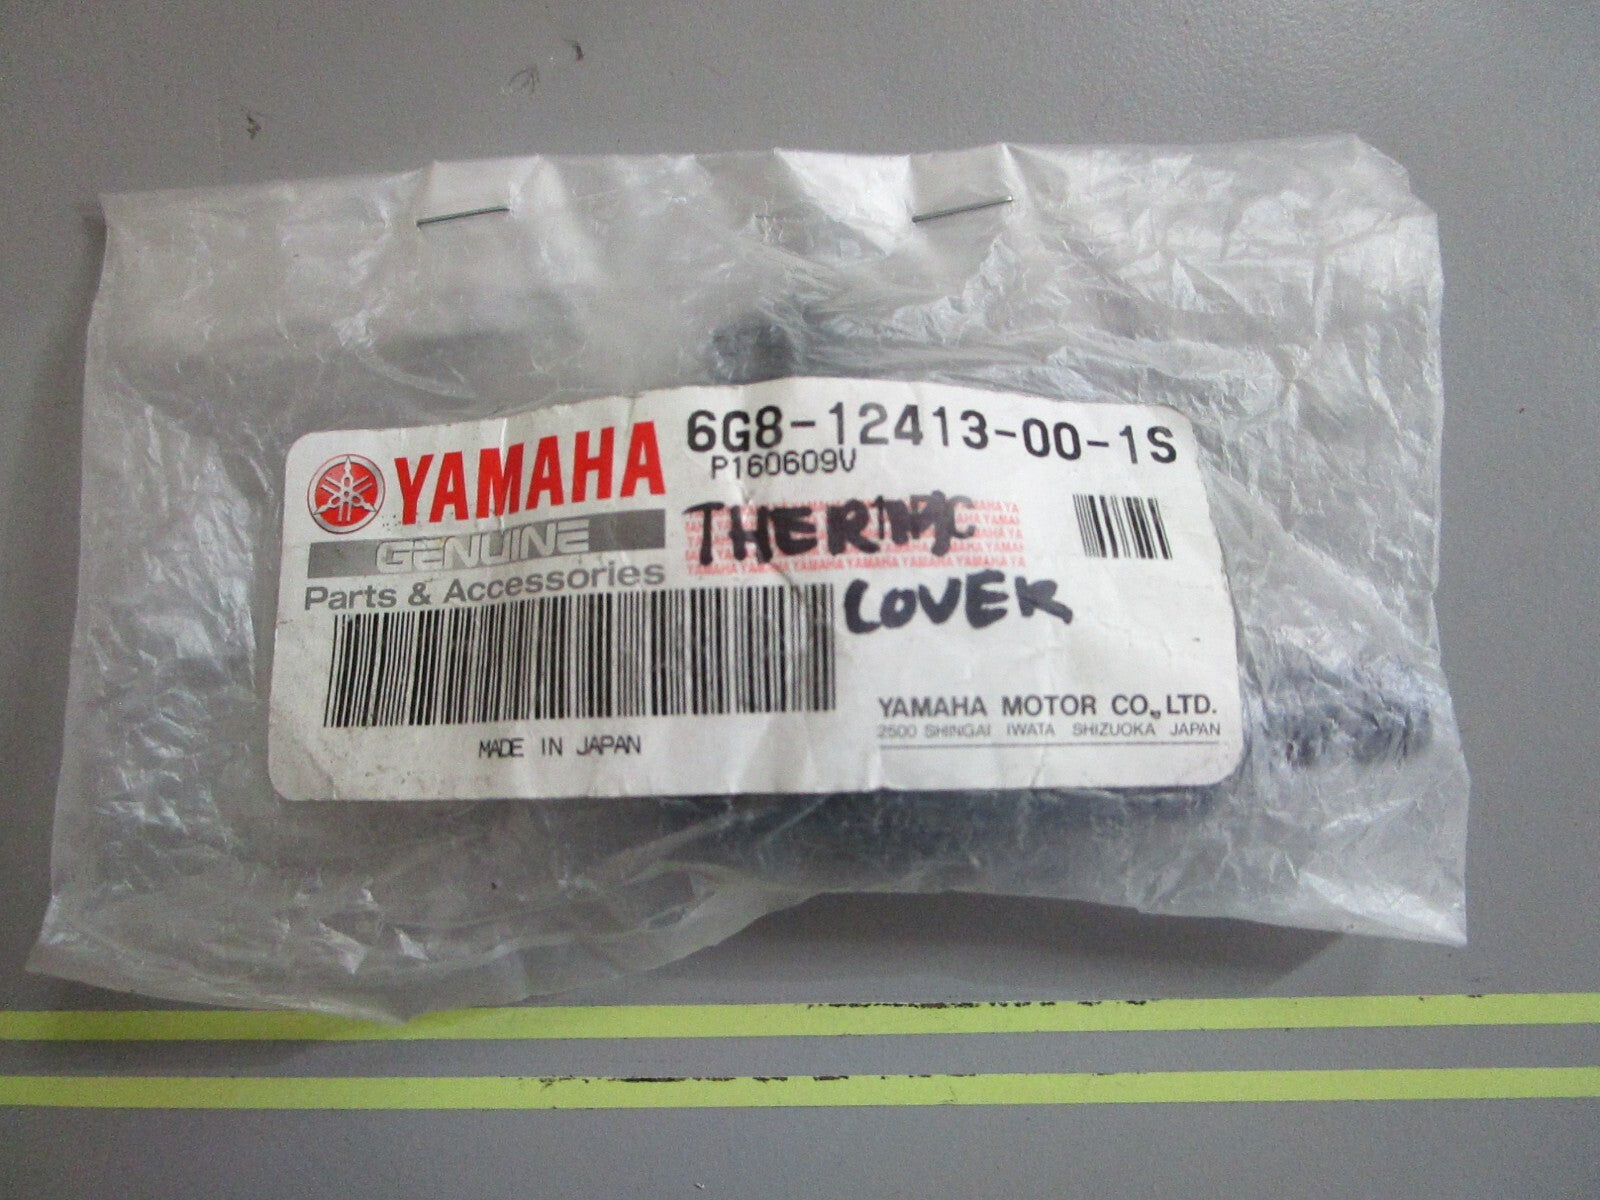 YAMAHA
GENUINE
Parts & Accessories
6G8-12413-00-1S
P160609V
COVER
MADE IN JAPAN
YAMAHA MOTOR CO., LTD.
2500 SHINGAI IWATA SHIZUOKA JAPAN